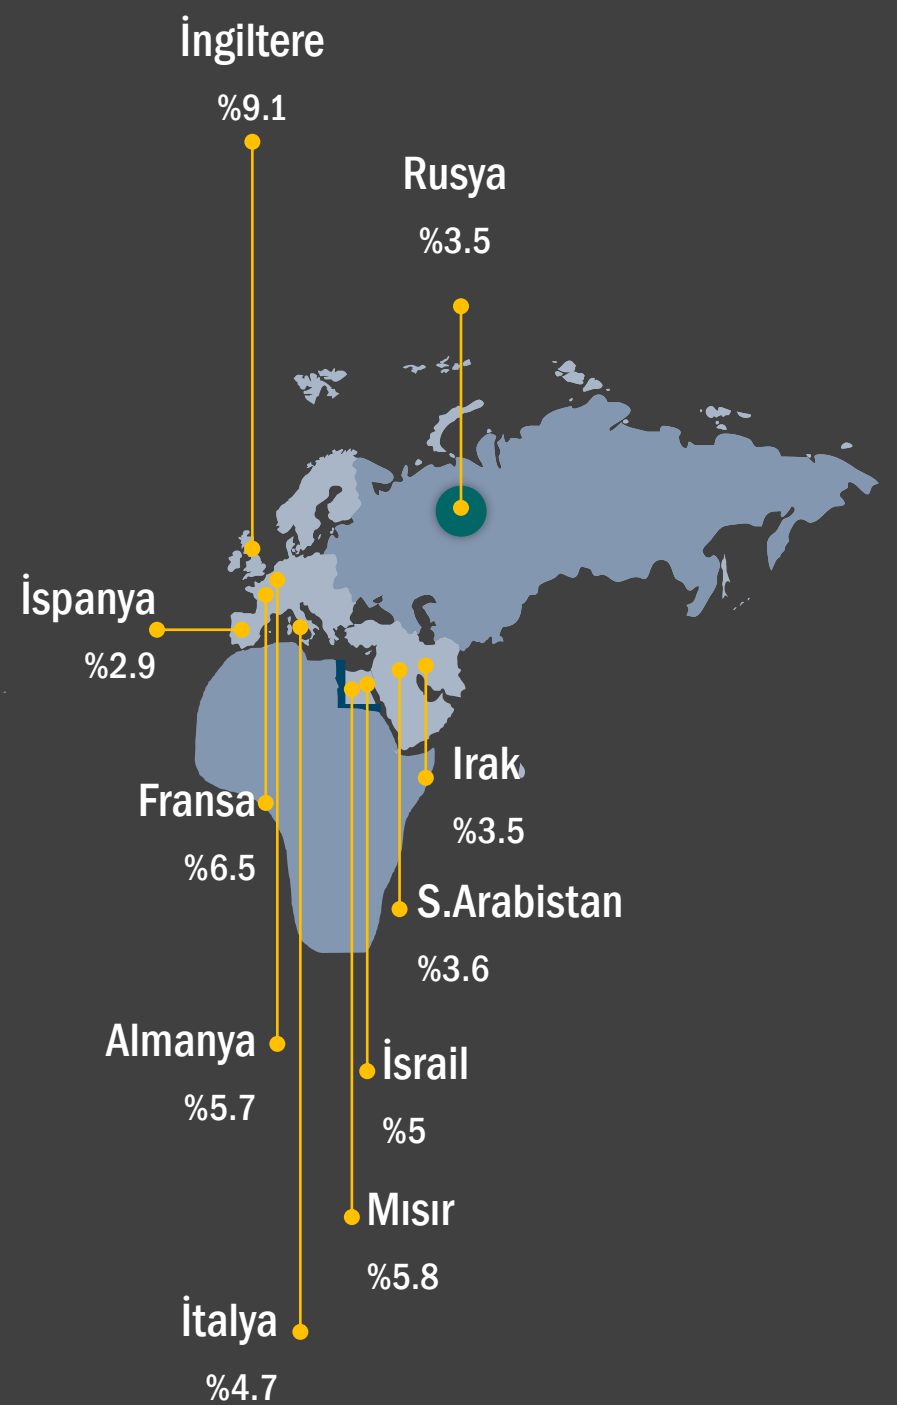 İngiltere
%9.1
Rusya
%3.5
İspanya
%2.9
Irak
%3.5
Fransa
%6.5
S.Arabistan
%3.6
Almanya
%5.7
İsrail
%5
Mısır
%5.8
İtalya
%4.7